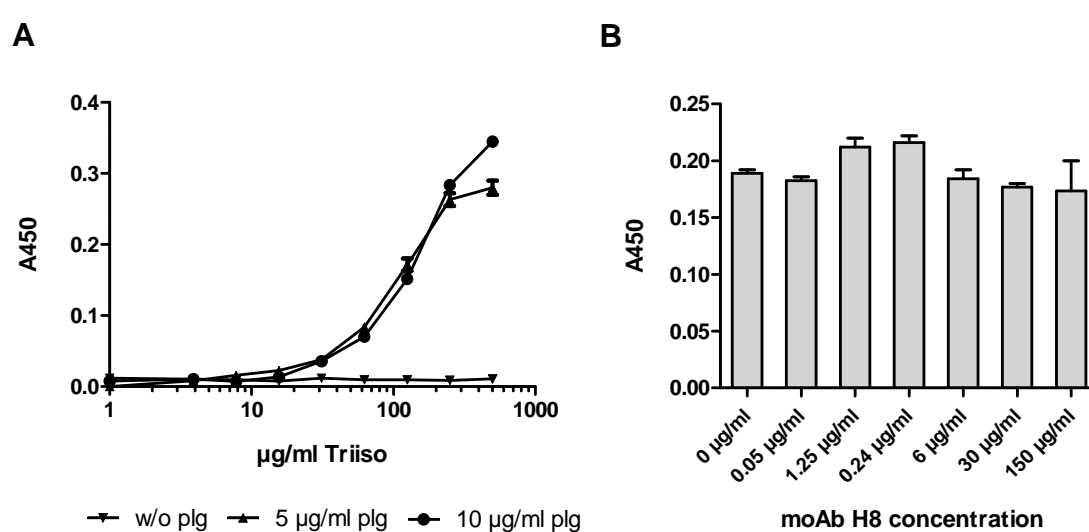 A
0.4
0.3
0.2
0.1
0.0
A450
1 10 100 1000
µg/ml Triiso
w/o plg 5 µg/ml plg 10 µg/ml plg
B
0.25
0.20
0.15
0.10
0.05
0.00
A450
0 µg/ml
0.05 µg/ml
1.25 µg/ml
0.24 µg/ml
6 µg/ml
30 µg/ml
150 µg/ml
moAb H8 concentration